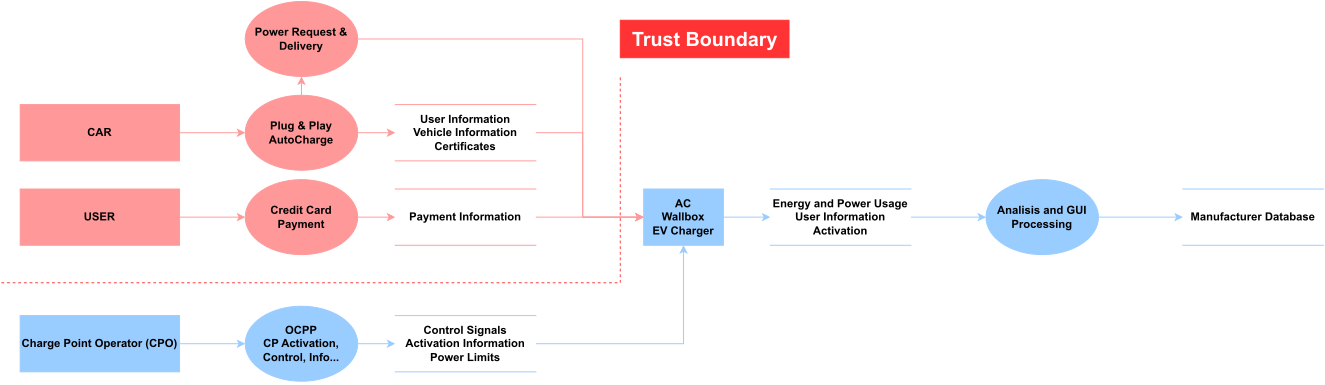 Power Request &
Delivery
Trust Boundary
CAR
Plug & Play
AutoCharge
User Information
Vehicle Information
Certificates
USER
Credit Card
Payment
Payment Information
AC
Wallbox
EV Charger
Energy and Power Usage
User Information
Activation
Analisis and GUI
Processing
Manufacturer Database
Charge Point Operator (CPO)
OCPP
CP Activation,
Control, Info...
Control Signals
Activation Information
Power Limits